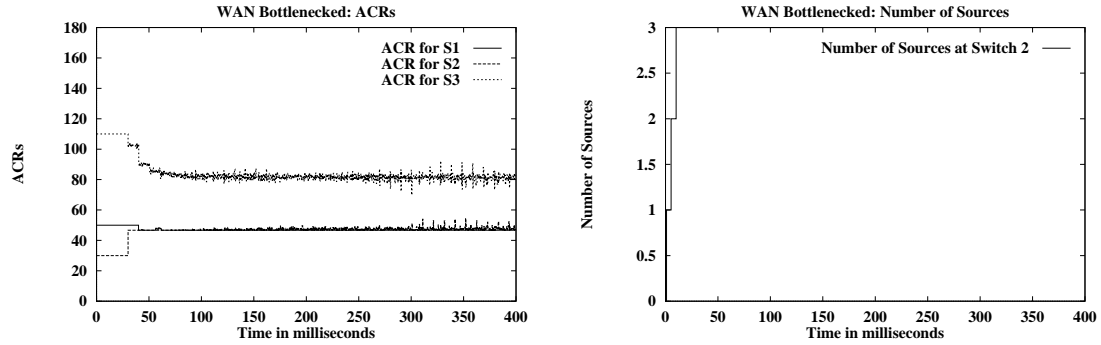 WAN Bottlenecked: ACRs
180
160
140
120
100
80
60
40
20
0
ACRs
ACR for S1
ACR for S2
ACR for S3
0 50 100 150 200 250 300 350 400
Time in milliseconds
WAN Bottlenecked: Number of Sources
3
2.5
2
1.5
1
0.5
0
Number of Sources
Number of Sources at Switch 2
0 50 100 150 200 250 300 350 400
Time in milliseconds